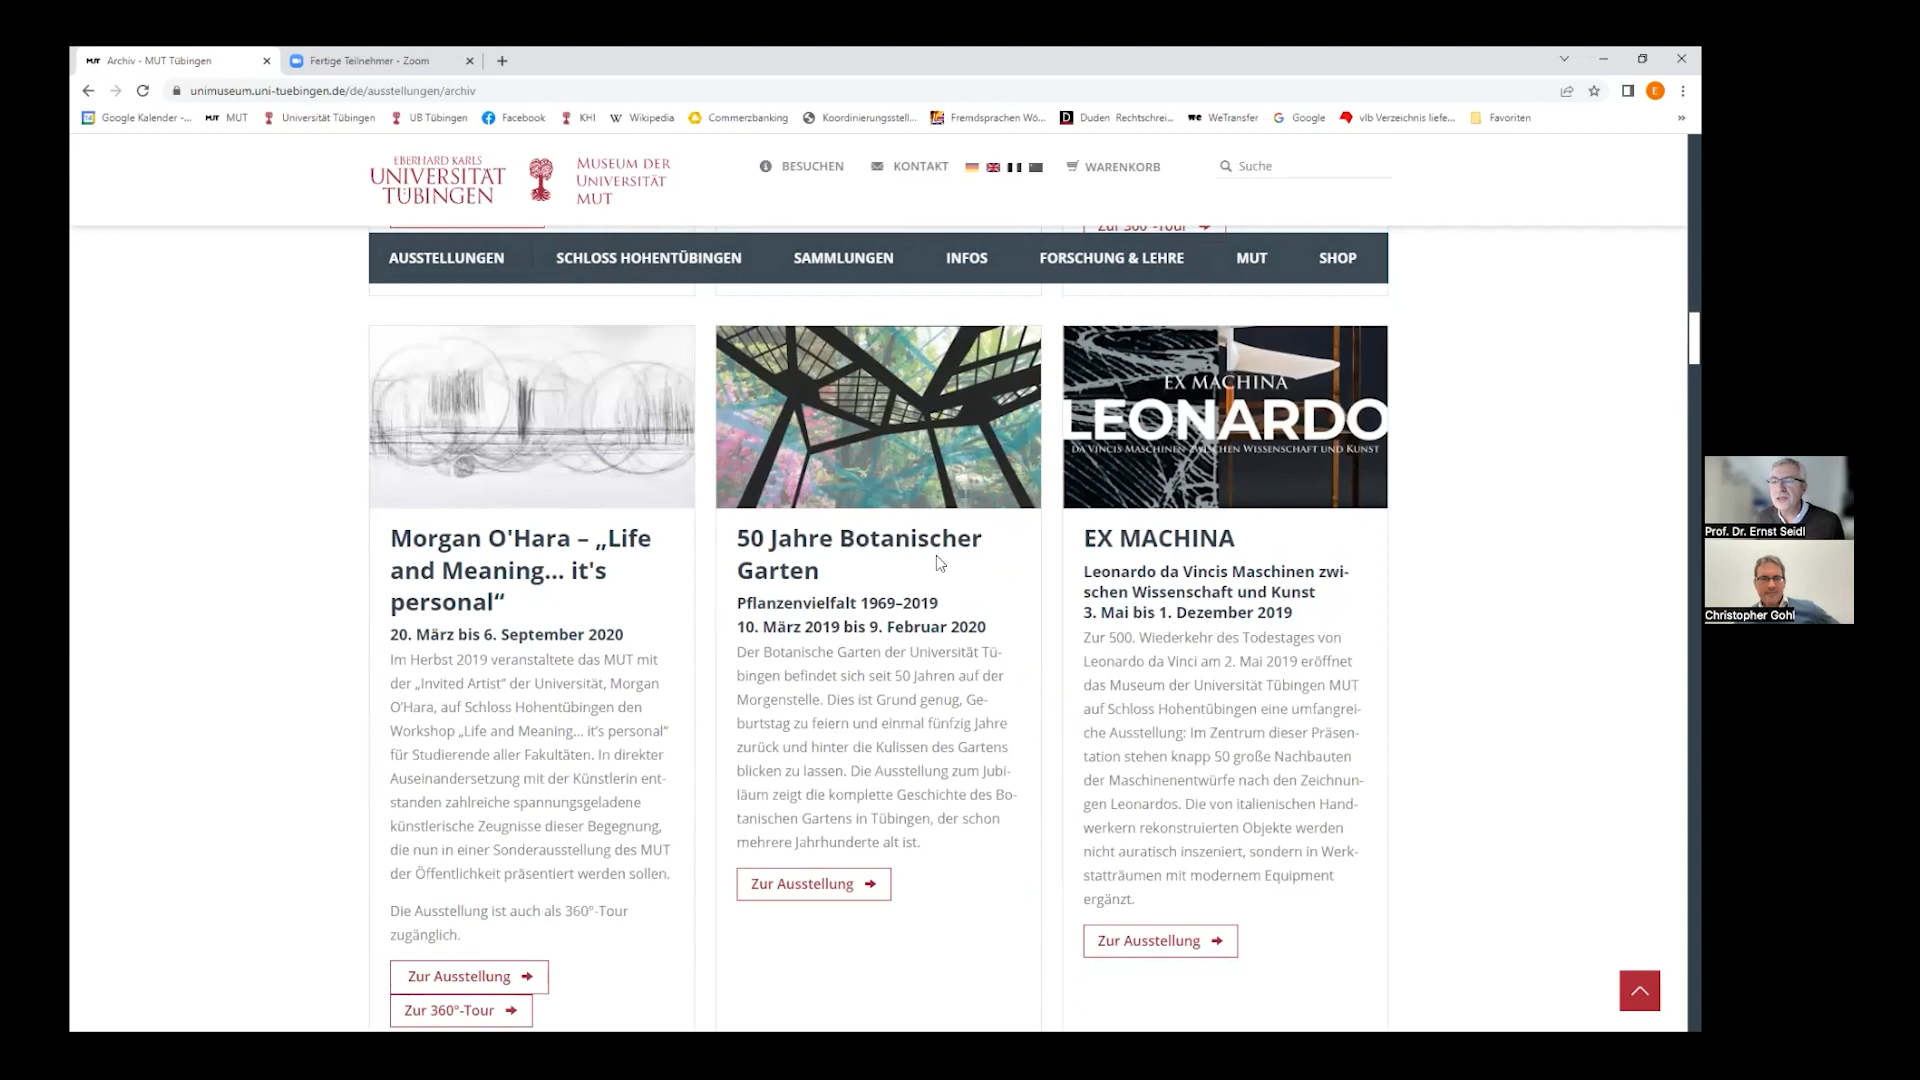 MUT Archiv - MUT Tübingen
Fertige Teilnehmer - Zoom
unimuseum.uni-tuebingen.de/de/ausstellungen/archiv
E
Google Kalender -...
MUT MUT
Universität Tübingen
UB Tübingen
Facebook
KHI
W Wikipedia
Commerzbanking
Koordinierungsstell...
Fremdsprachen Wö...
D Duden Rechtschrei...
we WeTransfer
G Google
vlb Verzeichnis liefe...
Favoriten
»
EBERHARD KARLS
UNIVERSITÄT
TÜBINGEN
MUSEUM DER
UNIVERSITÄT
MUT
BESUCHEN
KONTAKT
WARENKORB
Suche
Zur 360°-Tour
AUSSTELLUNGEN
SCHLOSS HOHENTÜBINGEN
SAMMLUNGEN
INFOS
FORSCHUNG & LEHRE
MUT
SHOP
Morgan O'Hara – „Life
and Meaning... it's
personal“
20. März bis 6. September 2020
Im Herbst 2019 veranstaltete das MUT mit
der „Invited Artist“ der Universität, Morgan
O’Hara, auf Schloss Hohentübingen den
Workshop „Life and Meaning... it’s personal“
für Studierende aller Fakultäten. In direkter
Auseinandersetzung mit der Künstlerin ent-
standen zahlreiche spannungsgeladene
künstlerische Zeugnisse dieser Begegnung,
die nun in einer Sonderausstellung des MUT
der Öffentlichkeit präsentiert werden sollen.
Die Ausstellung ist auch als 360°-Tour
zugänglich.
Zur Ausstellung
Zur 360°-Tour
50 Jahre Botanischer
Garten
Pflanzenvielfalt 1969–2019
10. März 2019 bis 9. Februar 2020
Der Botanische Garten der Universität Tü-
bingen befindet sich seit 50 Jahren auf der
Morgenstelle. Dies ist Grund genug, Ge-
burtstag zu feiern und einmal fünfzig Jahre
zurück und hinter die Kulissen des Gartens
blicken zu lassen. Die Ausstellung zum Jubi-
läum zeigt die komplette Geschichte des Bo-
tanischen Gartens in Tübingen, der schon
mehrere Jahrhunderte alt ist.
Zur Ausstellung
EX MACHINA
LEONARDO
DA VINCIS MASCHINEN ZWISCHEN WISSENSCHAFT UND KUNST
EX MACHINA
Leonardo da Vincis Maschinen zwi-
schen Wissenschaft und Kunst
3. Mai bis 1. Dezember 2019
Zur 500. Wiederkehr des Todestages von
Leonardo da Vinci am 2. Mai 2019 eröffnet
das Museum der Universität Tübingen MUT
auf Schloss Hohentübingen eine umfangrei-
che Ausstellung: Im Zentrum dieser Präsen-
tation stehen knapp 50 große Nachbauten
der Maschinenentwürfe nach den Zeichnun-
gen Leonardos. Die von italienischen Hand-
werkern rekonstruierten Objekte werden
nicht auratisch inszeniert, sondern in Werk-
statträumen mit modernem Equipment
ergänzt.
Zur Ausstellung
Prof. Dr. Ernst Seidl
Christopher Gohl